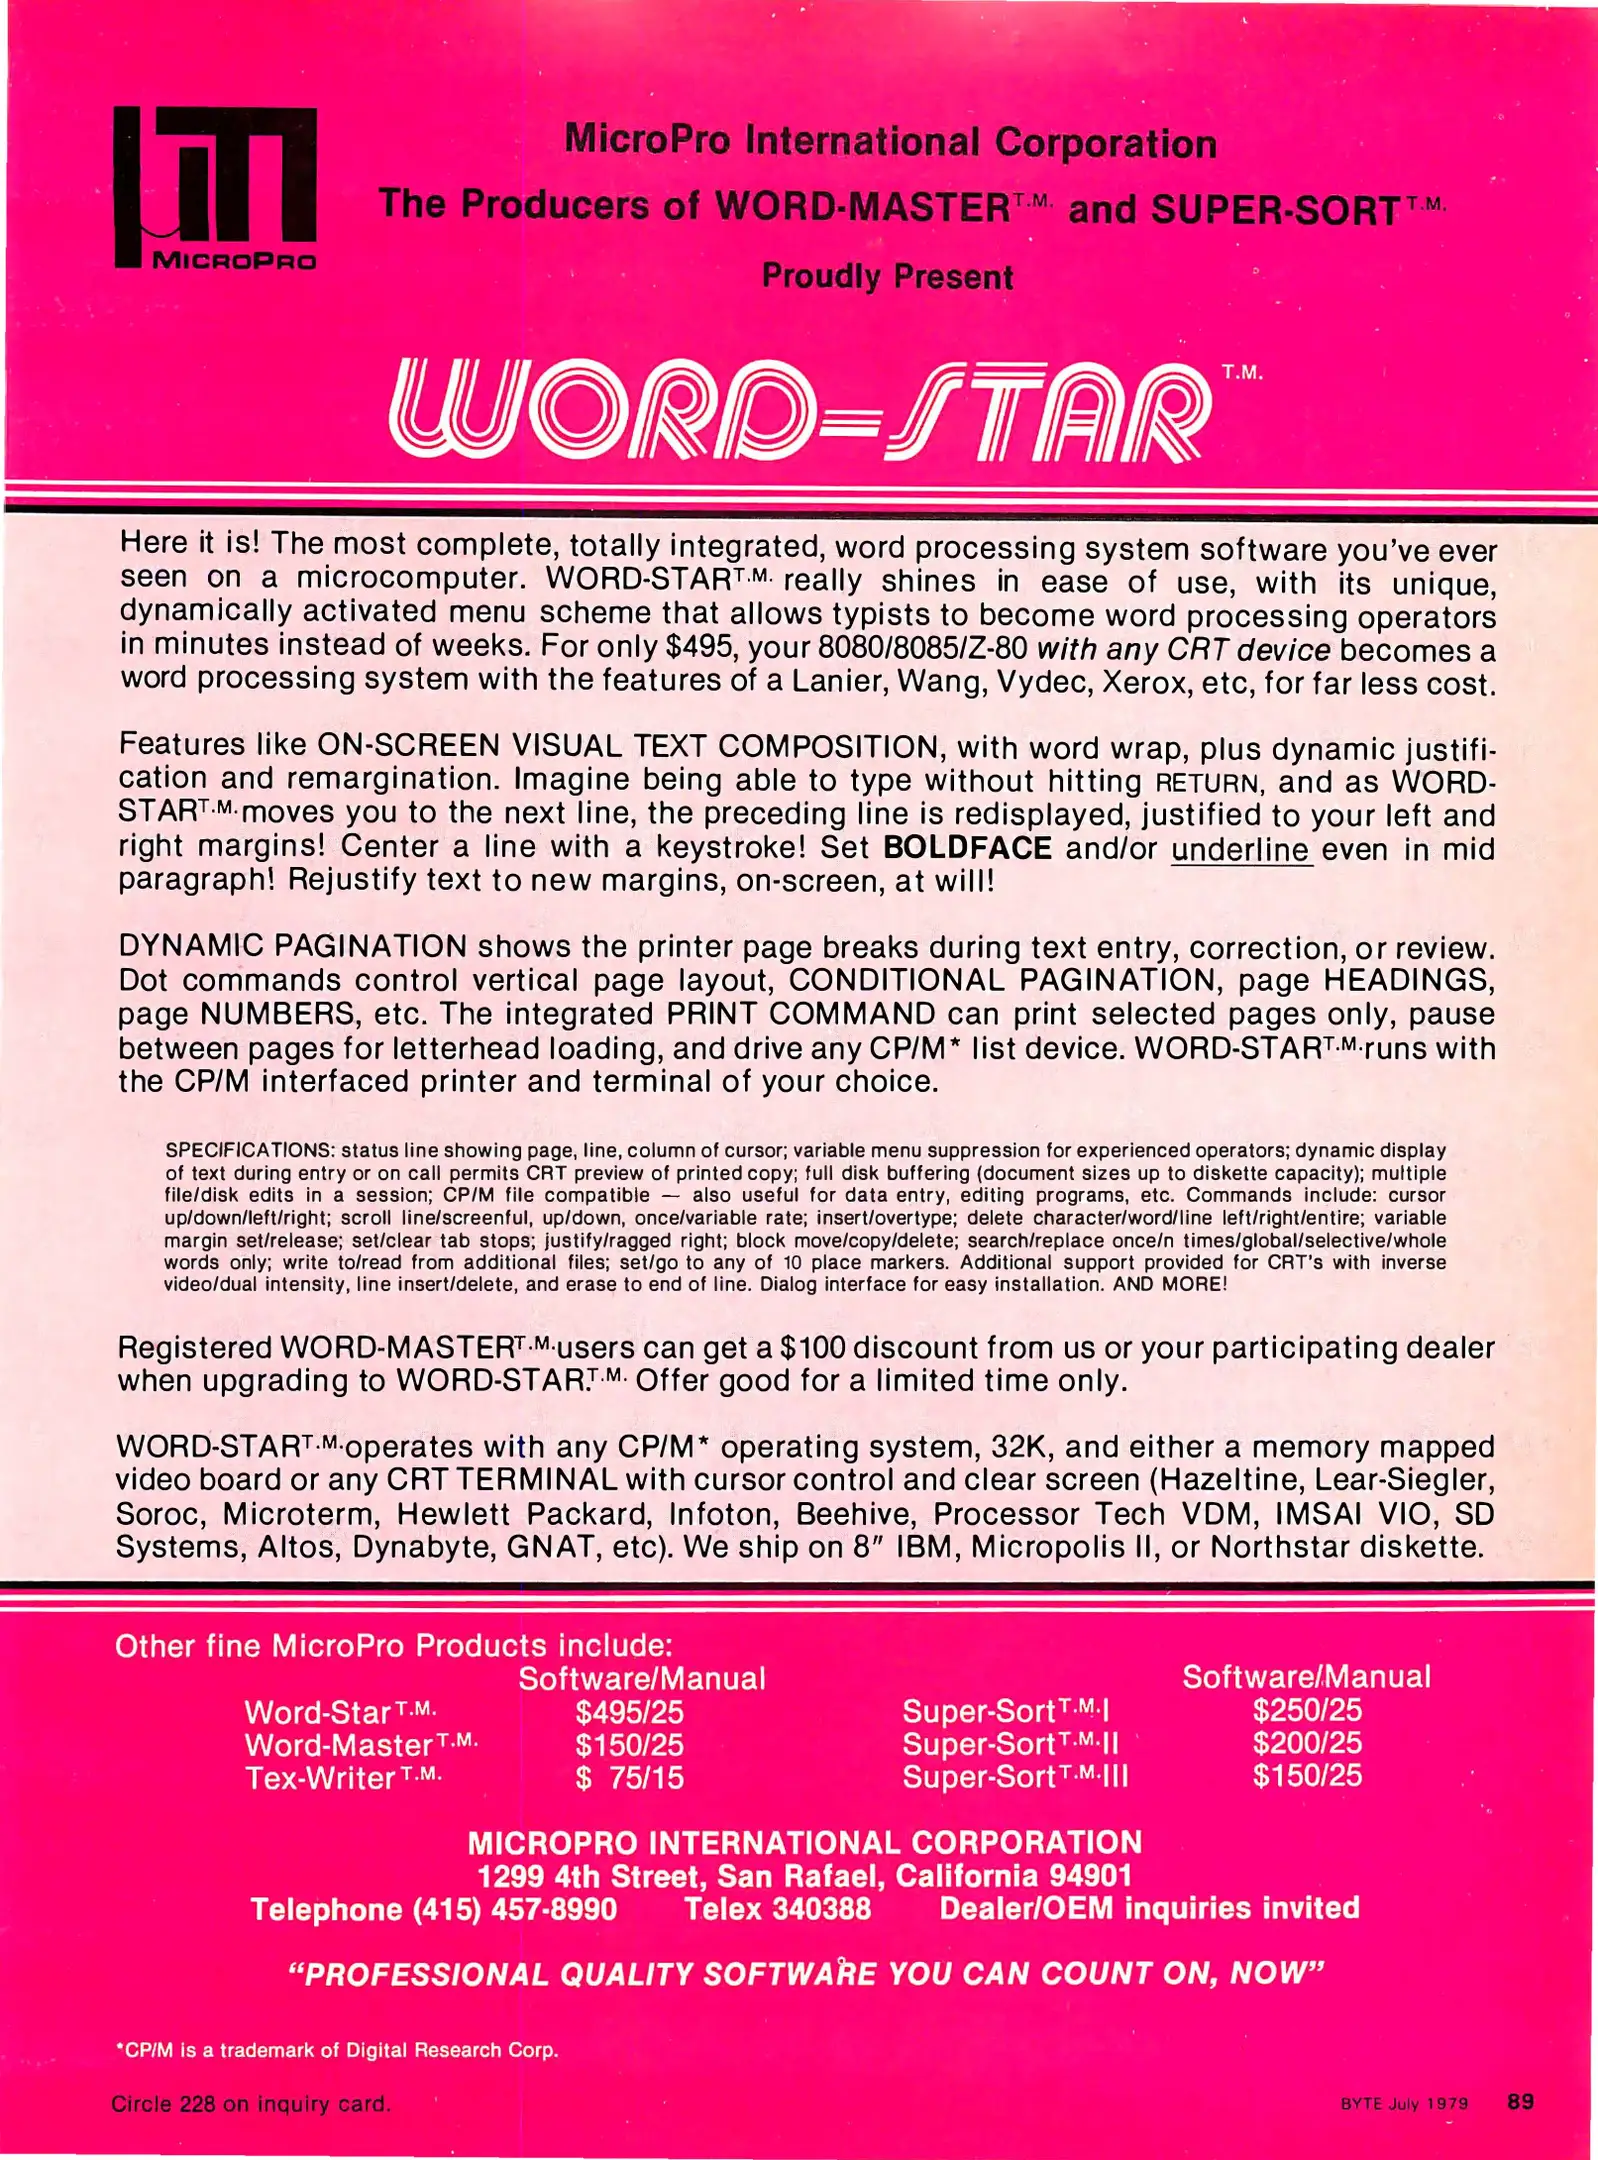 MICROPRO
MicroPro International Corporation
The Producers of WORD-MASTER T.M. and SUPER-SORT T.M.
Proudly Present
WORD-STAR T.M.
Here it is! The most complete, totally integrated, word processing system software you've ever
seen on a microcomputer. WORD-STAR T.M. really shines in ease of use, with its unique,
dynamically activated menu scheme that allows typists to become word processing operators
in minutes instead of weeks. For only $495, your 8080/8085/Z-80 with any CRT device becomes a
word processing system with the features of a Lanier, Wang, Vydec, Xerox, etc, for far less cost.
Features like ON-SCREEN VISUAL TEXT COMPOSITION, with word wrap, plus dynamic justifi-
cation and remargination. Imagine being able to type without hitting RETURN, and as WORD-
STAR T.M. moves you to the next line, the preceding line is redisplayed, justified to your left and
right margins! Center a line with a keystroke! Set BOLDFACE and/or underline even in mid
paragraph! Rejustify text to new margins, on-screen, at will!
DYNAMIC PAGINATION shows the printer page breaks during text entry, correction, or review.
Dot commands control vertical page layout, CONDITIONAL PAGINATION, page HEADINGS,
page NUMBERS, etc. The integrated PRINT COMMAND can print selected pages only, pause
between pages for letterhead loading, and drive any CP/M* list device. WORD-STAR T.M. runs with
the CP/M interfaced printer and terminal of your choice.
SPECIFICATIONS: status line showing page, line, column of cursor; variable menu suppression for experienced operators; dynamic display
of text during entry or on call permits CRT preview of printed copy; full disk buffering (document sizes up to diskette capacity); multiple
file/disk edits in a session; CP/M file compatible — also useful for data entry, editing programs, etc. Commands include: cursor
up/down/left/right; scroll line/screenful, up/down, once/variable rate; insert/overtype; delete character/word/line left/right/entire; variable
margin set/release; set/clear tab stops; justify/ragged right; block move/copy/delete; search/replace once/n times/global/selective/whole
words only; write to/read from additional files; set/go to any of 10 place markers. Additional support provided for CRT's with inverse
video/dual intensity, line insert/delete, and erase to end of line. Dialog interface for easy installation. AND MORE!
Registered WORD-MASTER T.M. users can get a $100 discount from us or your participating dealer
when upgrading to WORD-STAR. T.M. Offer good for a limited time only.
WORD-STAR T.M. operates with any CP/M* operating system, 32K, and either a memory mapped
video board or any CRT TERMINAL with cursor control and clear screen (Hazeltine, Lear-Siegler,
Soroc, Microterm, Hewlett Packard, Infoton, Beehive, Processor Tech VDM, IMSAI VIO, SD
Systems, Altos, Dynabyte, GNAT, etc). We ship on 8" IBM, Micropolis II, or Northstar diskette.
Other fine MicroPro Products include:
Software/Manual Software/Manual
Word-Star T.M. $495/25 Super-Sort T.M. I $250/25
Word-Master T.M. $150/25 Super-Sort T.M. II $200/25
Tex-Writer T.M. $ 75/15 Super-Sort T.M. III $150/25
MICROPRO INTERNATIONAL CORPORATION
1299 4th Street, San Rafael, California 94901
Telephone (415) 457-8990 Telex 340388 Dealer/OEM inquiries invited
"PROFESSIONAL QUALITY SOFTWARE YOU CAN COUNT ON, NOW"
*CP/M is a trademark of Digital Research Corp.
Circle 228 on inquiry card. BYTE July 1979 89